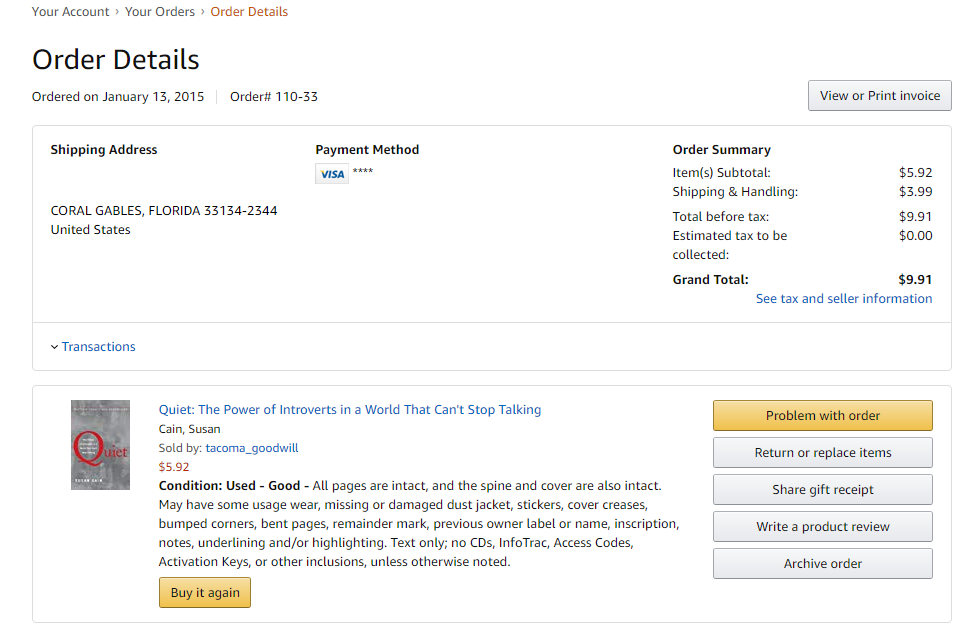 Your Account › Your Orders › Order Details
Order Details
Ordered on January 13, 2015 Order# 110-33
View or Print invoice
Shipping Address
CORAL GABLES, FLORIDA 33134-2344
United States
Payment Method
VISA ****
Order Summary
Item(s) Subtotal: $5.92
Shipping & Handling: $3.99
Total before tax: $9.91
Estimated tax to be $0.00
collected:
Grand Total: $9.91
See tax and seller information
Transactions
Quiet
SUSAN CAIN
Quiet: The Power of Introverts in a World That Can't Stop Talking
Cain, Susan
Sold by: tacoma_goodwill
$5.92
Condition: Used - Good - All pages are intact, and the spine and cover are also intact.
May have some usage wear, missing or damaged dust jacket, stickers, cover creases,
bumped corners, bent pages, remainder mark, previous owner label or name, inscription,
notes, underlining and/or highlighting. Text only; no CDs, InfoTrac, Access Codes,
Activation Keys, or other inclusions, unless otherwise noted.
Buy it again
Problem with order
Return or replace items
Share gift receipt
Write a product review
Archive order